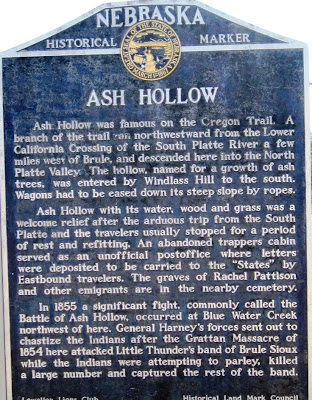 NEBRASKA
HISTORICAL MARKER
ASH HOLLOW
Ash Hollow was famous on the Oregon Trail. A
branch of the trail ran northwestward from the Lower
California Crossing of the South Platte River a few
miles west of Brule, and descended here into the North
Platte Valley. The hollow, named for a growth of ash
trees, was entered by Windlass Hill to the south.
Wagons had to be eased down its steep slope by ropes.
Ash Hollow with its water, wood and grass was a
welcome relief after the arduous trip from the South
Platte and the travelers usually stopped for a period
of rest and refitting. An abandoned trappers cabin
served as an unofficial postoffice where letters
were deposited to be carried to the "States" by
Eastbound travelers. The graves of Rachel Pattison
and other emigrants are in the nearby cemetery.
In 1855 a significant fight, commonly called the
Battle of Ash Hollow, occurred at Blue Water Creek
northwest of here. General Harney's forces sent out to
chastize the Indians after the Grattan Massacre of
1854 here attacked Little Thunder's band of Brule Sioux
while the Indians were attempting to parley, killed
a large number and captured the rest of the band.
Lions Club Historical Land Mark Council